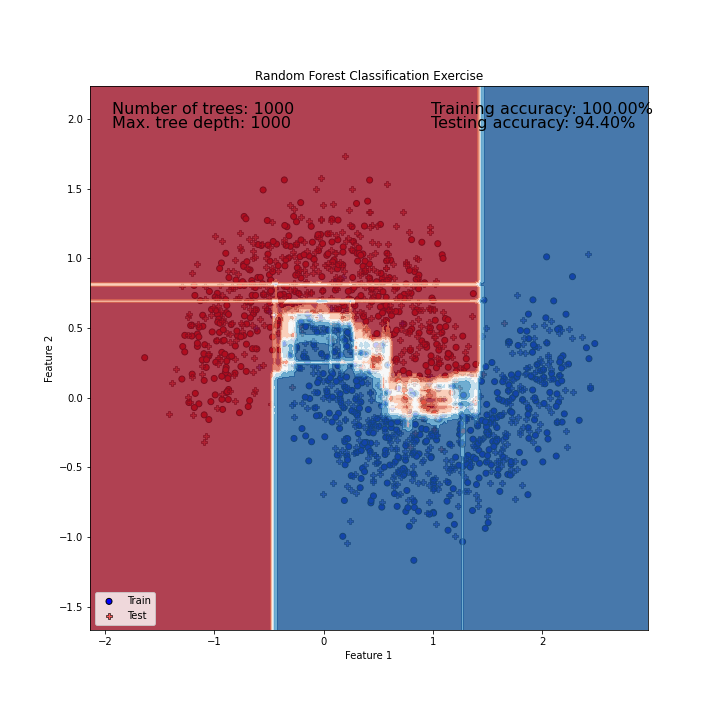 Random Forest Classification Exercise
Number of trees: 1000
Max. tree depth: 1000
Training accuracy: 100.00%
Testing accuracy: 94.40%
Feature 2
2.0
1.5
1.0
0.5
0.0
−0.5
−1.0
−1.5
Train
Test
−2 −1 0 1 2
Feature 1